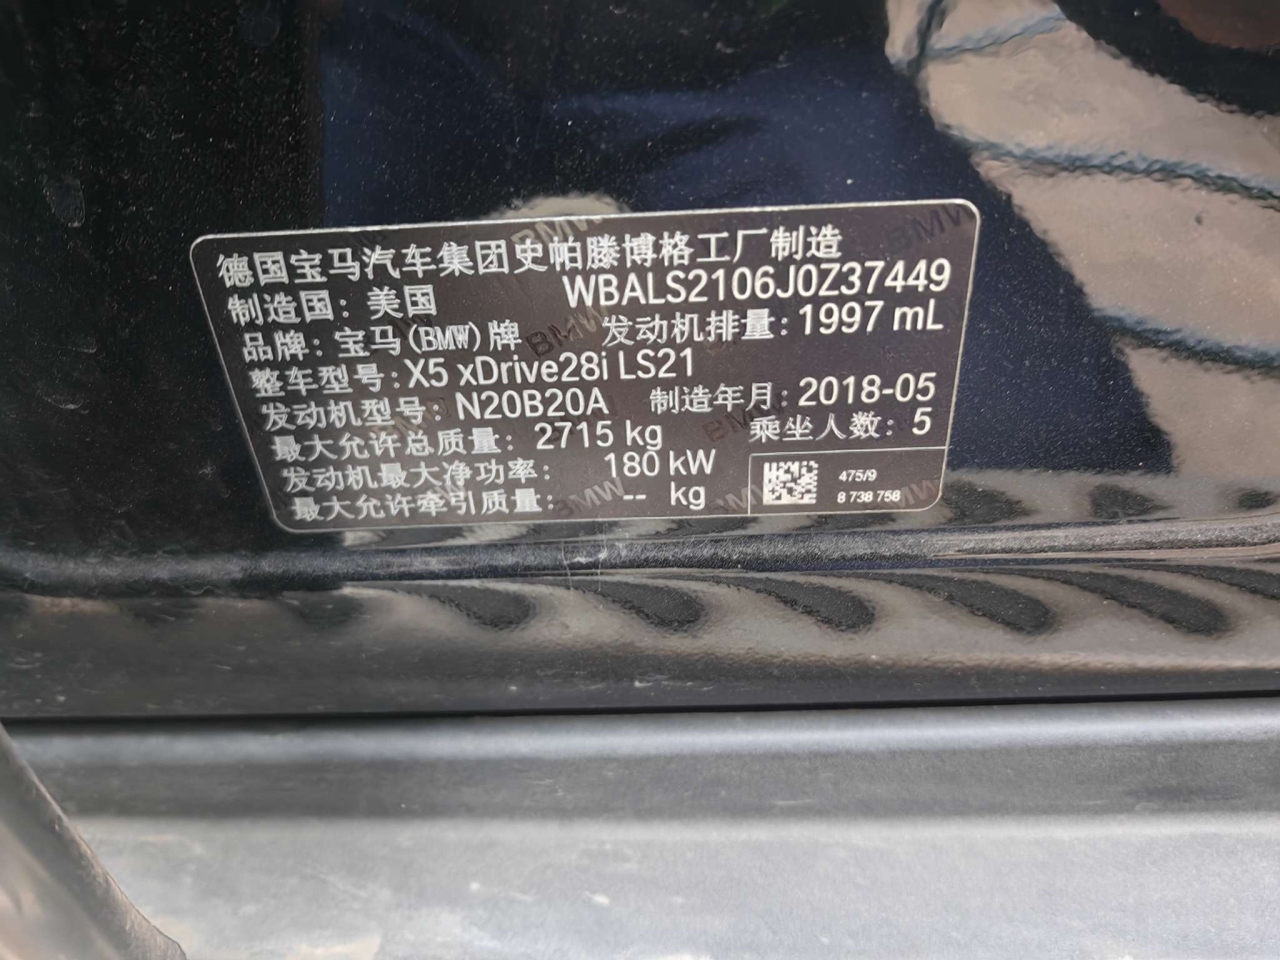 德国宝马汽车集团史帕滕博格工厂制造
制造国：美国 WBALS2106J0Z37449
品牌：宝马(BMW)牌 发动机排量：1997 mL
整车型号：X5 xDrive28i LS21
发动机型号：N20B20A 制造年月：2018-05
最大允许总质量：2715 kg 乘坐人数：5
发动机最大净功率：180 kW
最大允许牵引质量：-- kg
475/9
8 738 758